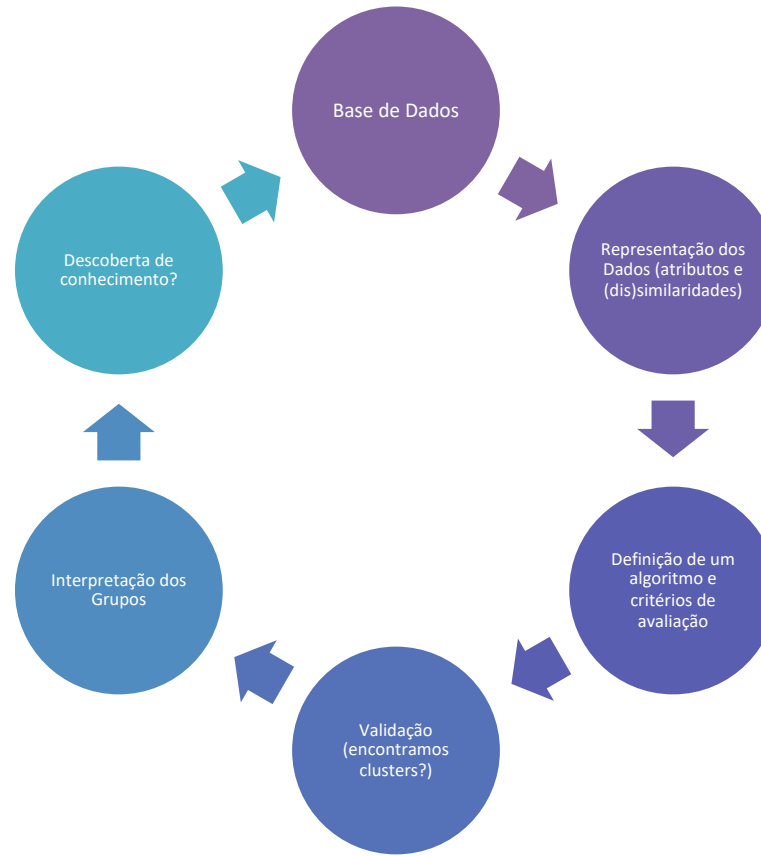 Base de Dados
Representação dos
Dados (atributos e
(dis)similaridades)
Definição de um
algoritmo e
critérios de
avaliação
Validação
(encontramos
clusters?)
Interpretação dos
Grupos
Descoberta de
conhecimento?